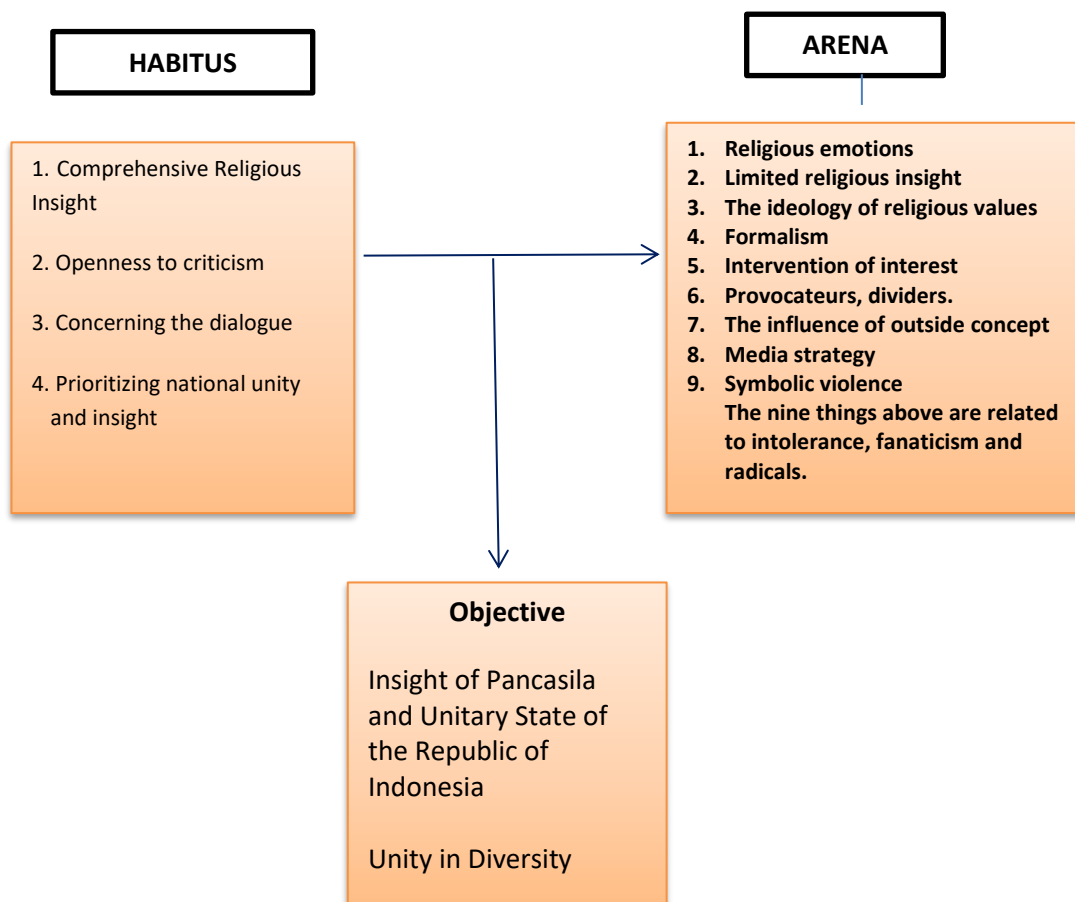 HABITUS
ARENA
1. Comprehensive Religious
Insight
2. Openness to criticism
3. Concerning the dialogue
4. Prioritizing national unity
and insight
1. Religious emotions
2. Limited religious insight
3. The ideology of religious values
4. Formalism
5. Intervention of interest
6. Provocateurs, dividers.
7. The influence of outside concept
8. Media strategy
9. Symbolic violence
The nine things above are related
to intolerance, fanaticism and
radicals.
Objective
Insight of Pancasila
and Unitary State of
the Republic of
Indonesia
Unity in Diversity